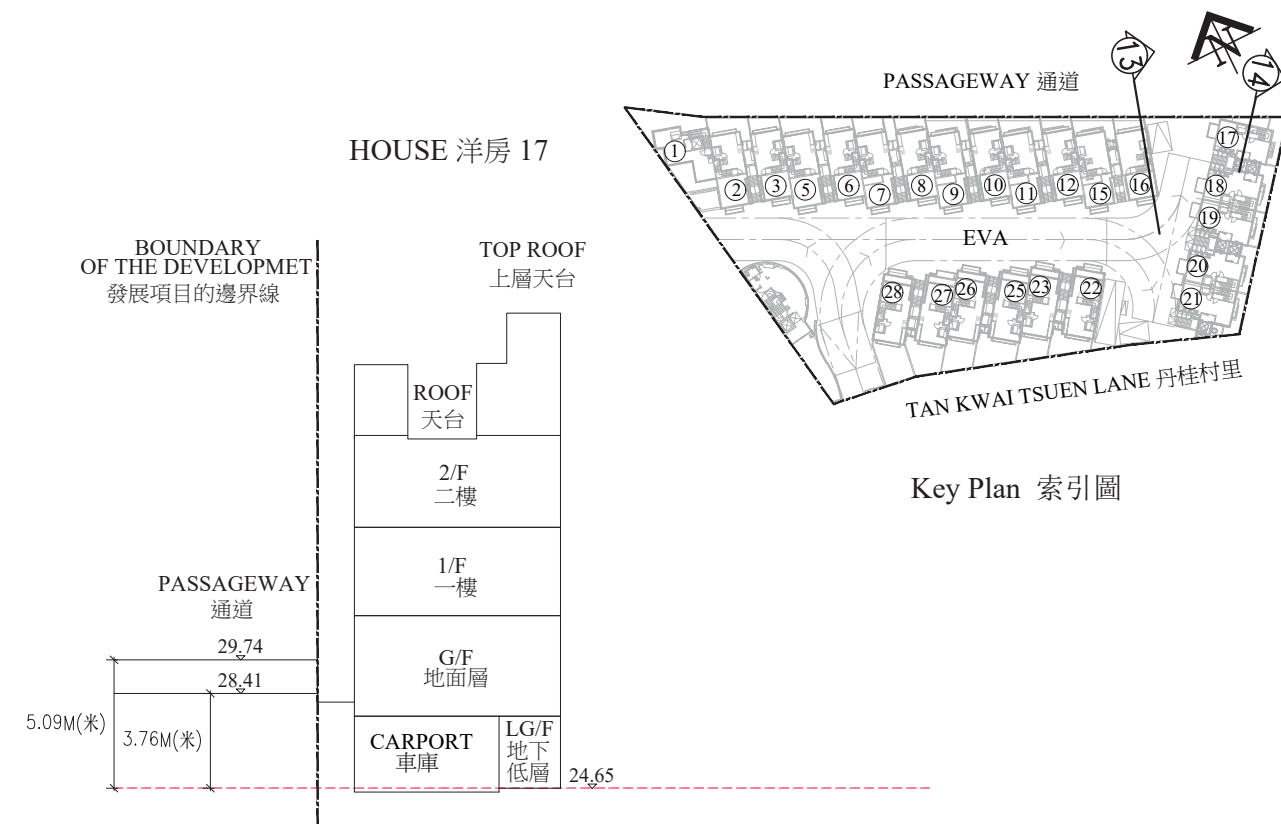 HOUSE 洋房 17
BOUNDARY
OF THE DEVELOPMET
發展項目的邊界線
TOP ROOF
上層天台
ROOF
天台
2/F
二樓
1/F
一樓
PASSAGEWAY
通道
29.74
28.41
G/F
地面層
5.09M(米)
3.76M(米)
CARPORT
車庫
LG/F
地下
低層
24.65
PASSAGEWAY 通道
13
14
N
1
2
3
5
6
7
8
9
10
11
12
15
16
17
18
19
20
21
EVA
28
27
26
25
23
22
TAN KWAI TSUEN LANE 丹桂村里
Key Plan 索引圖